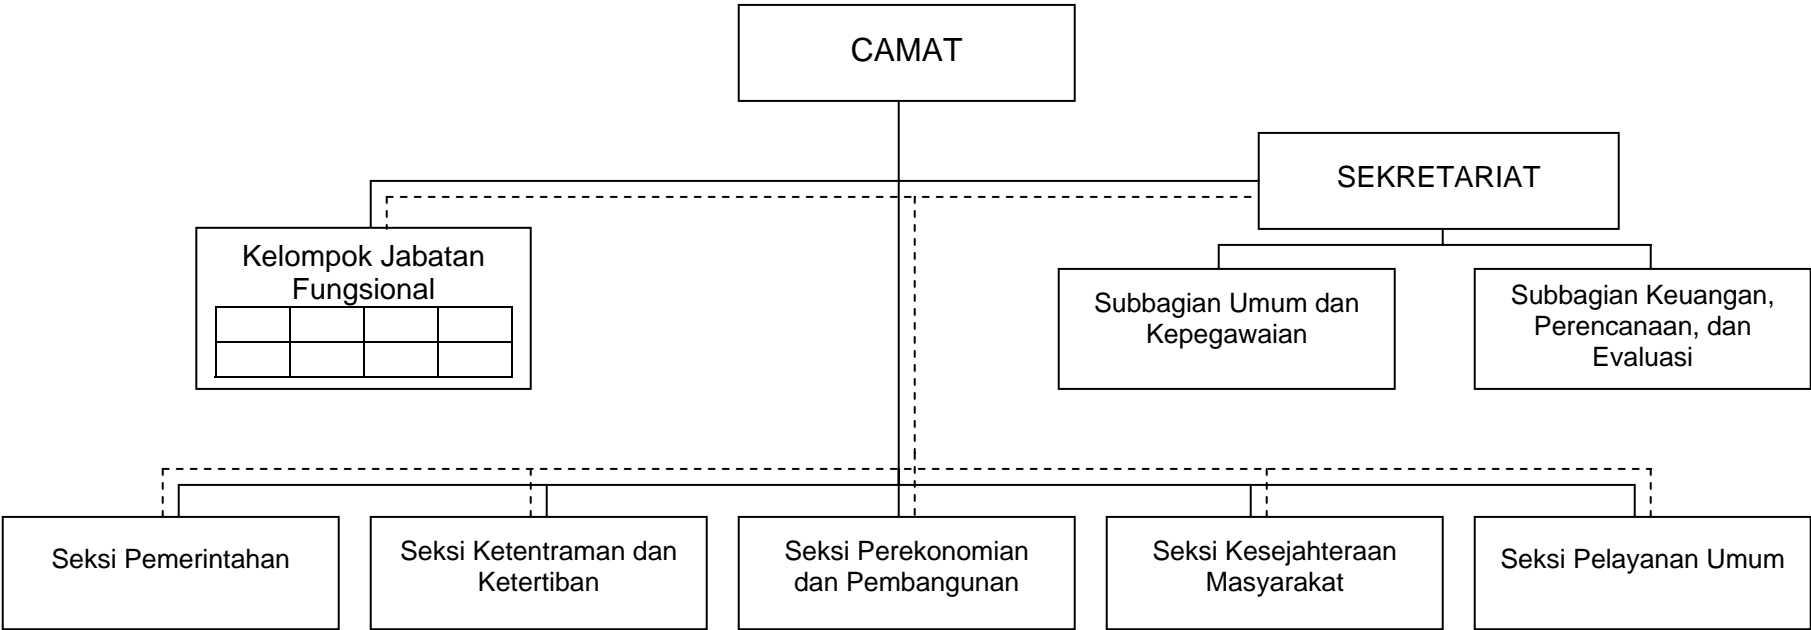 CAMAT
SEKRETARIAT
Kelompok Jabatan
Fungsional
Subbagian Umum dan
Kepegawaian
Subbagian Keuangan,
Perencanaan, dan
Evaluasi
Seksi Pemerintahan
Seksi Ketentraman dan
Ketertiban
Seksi Perekonomian
dan Pembangunan
Seksi Kesejahteraan
Masyarakat
Seksi Pelayanan Umum